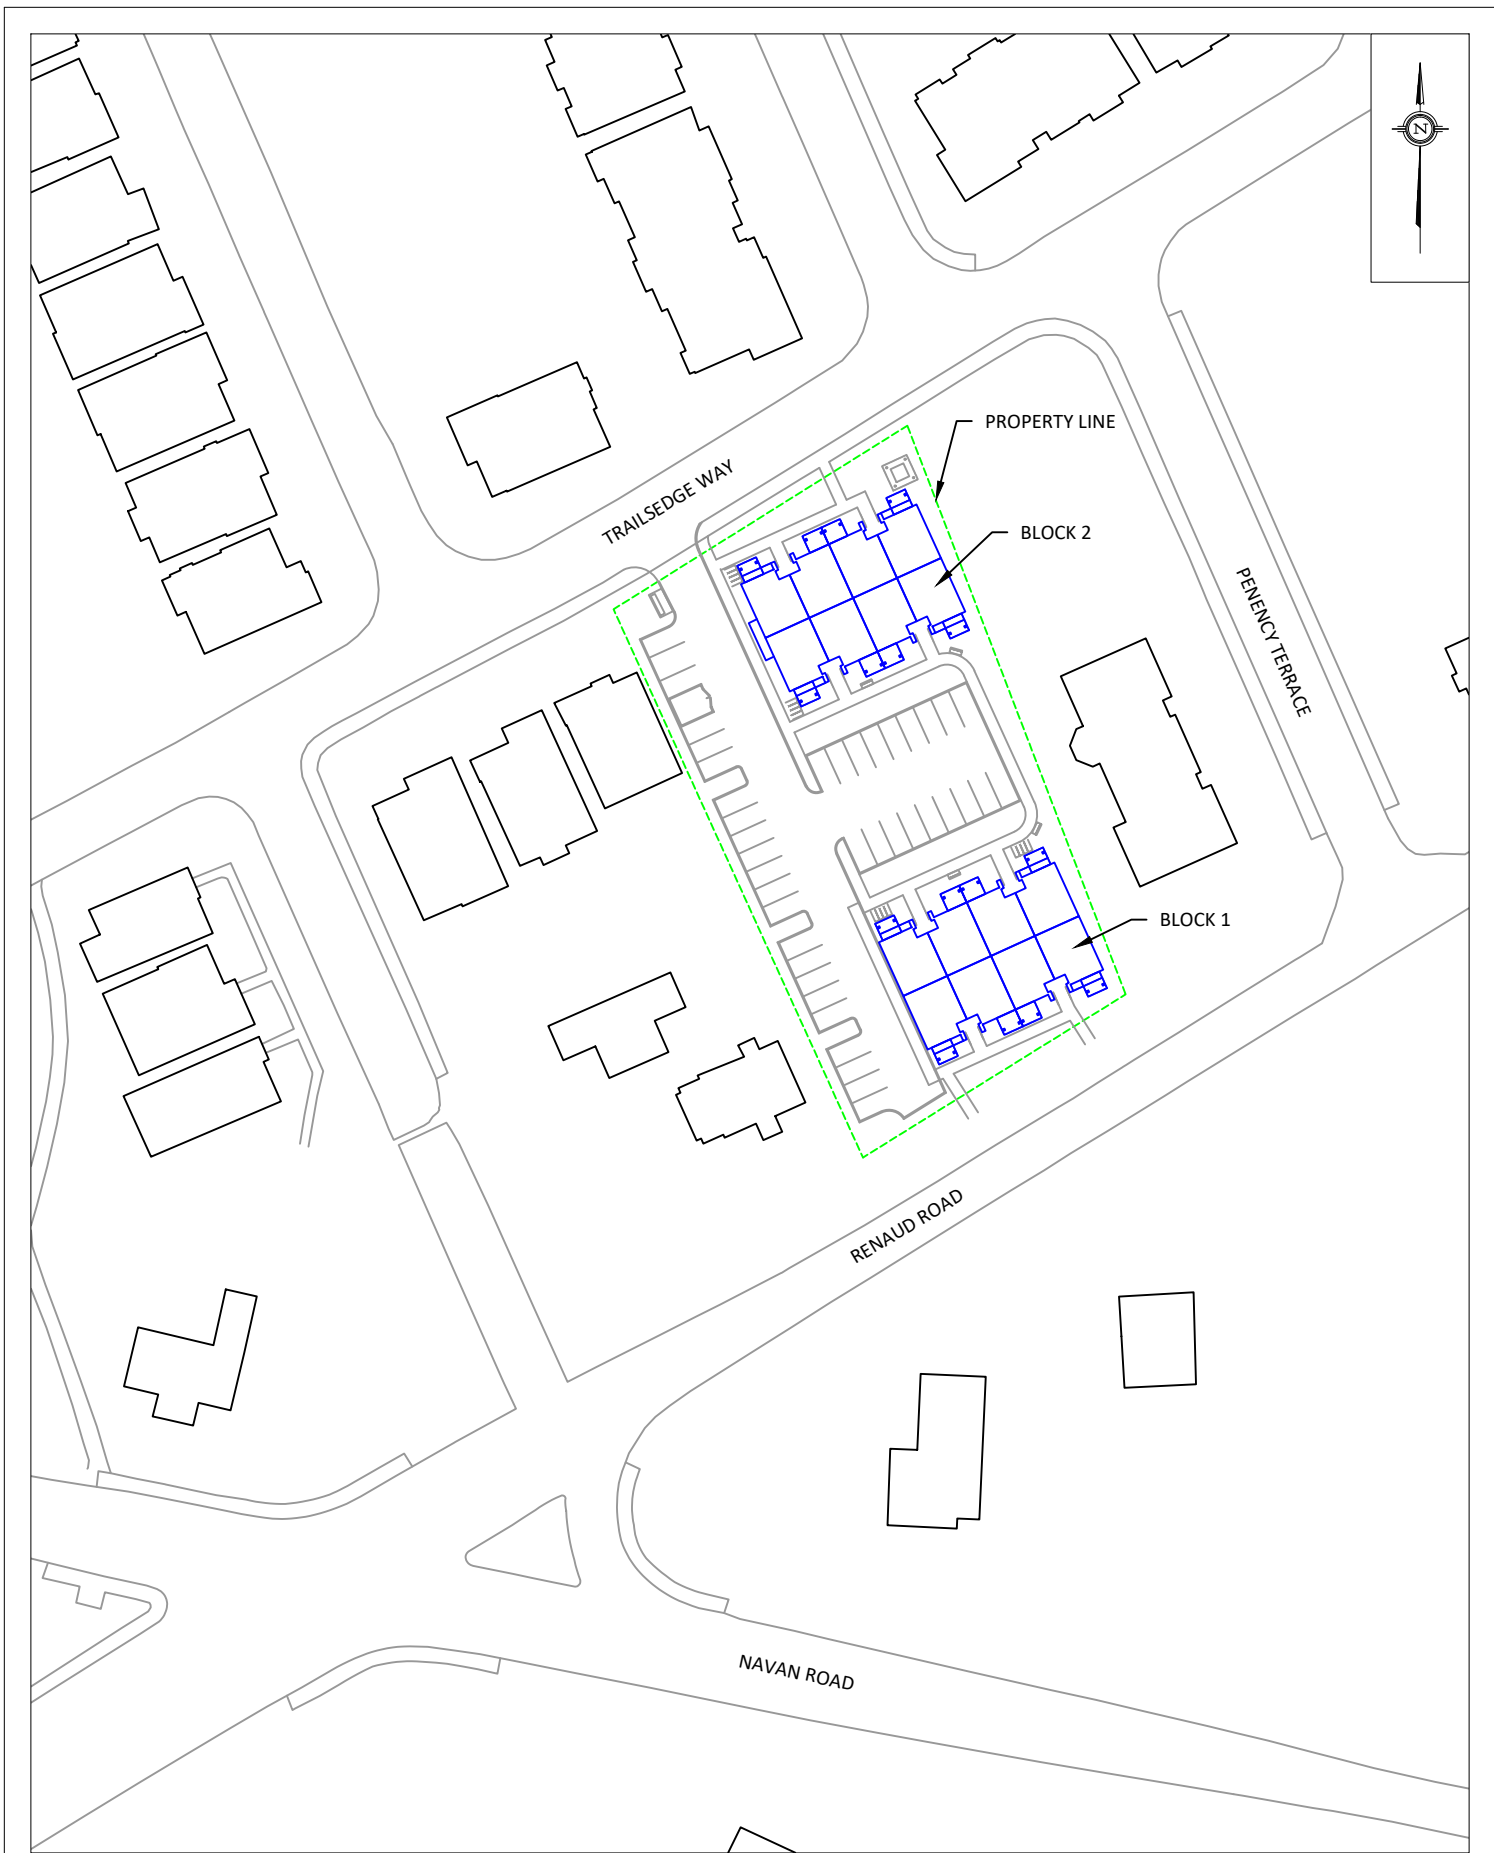 N
PROPERTY LINE
TRAILSEDGE WAY
BLOCK 2
PENENCY TERRACE
BLOCK 1
RENAUD ROAD
NAVAN ROAD